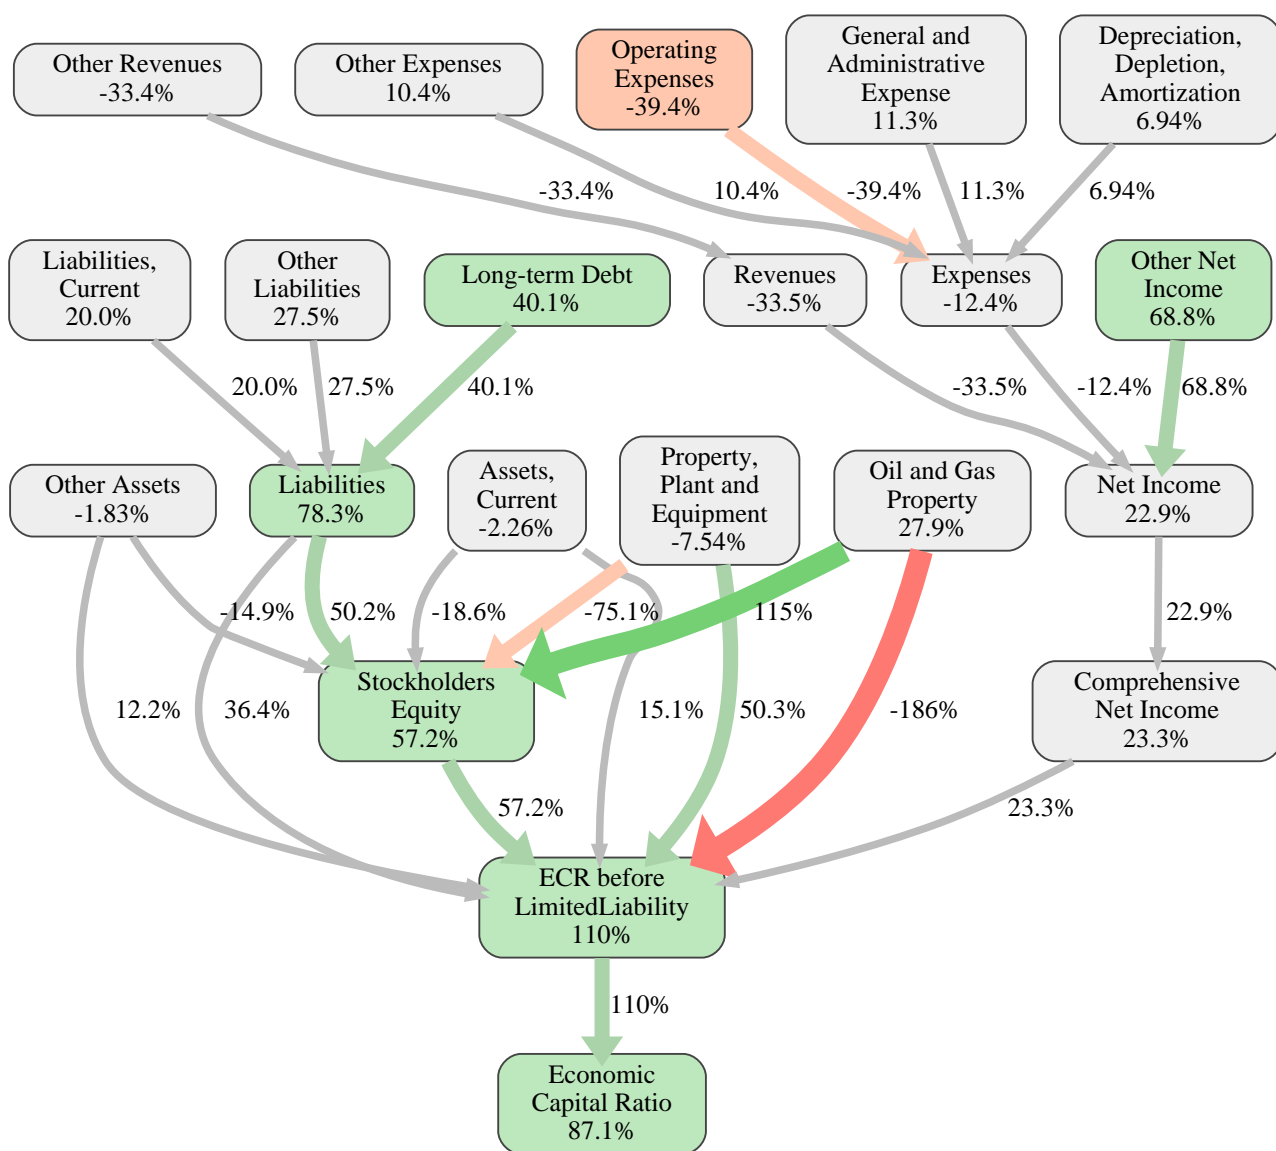 Other Revenues
-33.4%
Other Expenses
10.4%
Operating
Expenses
-39.4%
General and
Administrative
Expense
11.3%
Depreciation,
Depletion,
Amortization
6.94%
-33.4%
10.4%
-39.4%
11.3%
6.94%
Liabilities,
Current
20.0%
Other
Liabilities
27.5%
Long-term Debt
40.1%
Revenues
-33.5%
Expenses
-12.4%
Other Net
Income
68.8%
20.0%
27.5%
40.1%
-33.5%
-12.4%
68.8%
Other Assets
-1.83%
Liabilities
78.3%
Assets,
Current
-2.26%
Property,
Plant and
Equipment
-7.54%
Oil and Gas
Property
27.9%
Net Income
22.9%
-14.9%
50.2%
-18.6%
-75.1%
115%
22.9%
12.2%
36.4%
Stockholders
Equity
57.2%
15.1%
50.3%
-186%
Comprehensive
Net Income
23.3%
57.2%
23.3%
ECR before
LimitedLiability
110%
110%
Economic
Capital Ratio
87.1%